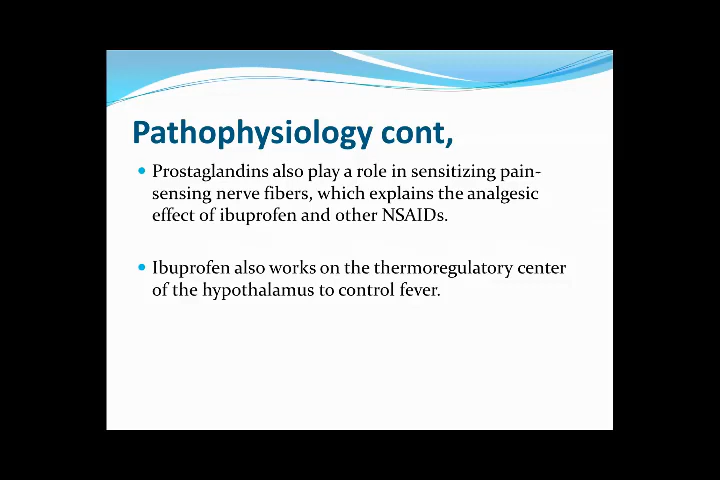 Pathophysiology cont,
Prostaglandins also play a role in sensitizing pain-
sensing nerve fibers, which explains the analgesic
effect of ibuprofen and other NSAIDs.
Ibuprofen also works on the thermoregulatory center
of the hypothalamus to control fever.